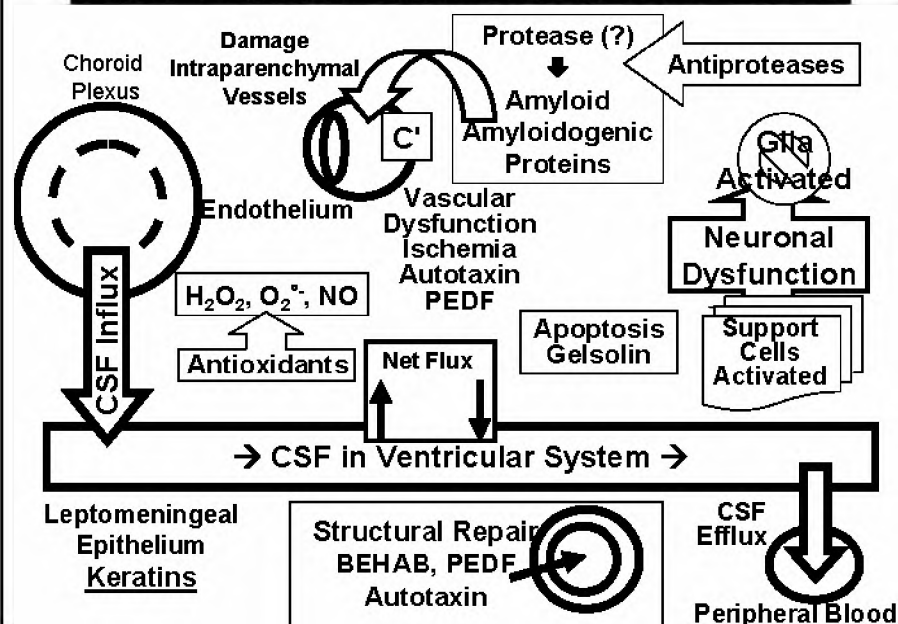 Damage
Intraparenchymal
Vessels
Choroid
Plexus
Protease (?)
Amyloid
Amyloidogenic
Proteins
Antiproteases
C'
Endothelium
Vascular
Dysfunction
Ischemia
Autotaxin
PEDF
Glia
Activated
Neuronal
Dysfunction
Support
Cells
Activated
H₂O₂, O₂°⁻, NO
Antioxidants
CSF Influx
Net Flux
Apoptosis
Gelsolin
→ CSF in Ventricular System →
Leptomeningeal
Epithelium
Keratins
Structural Repair
BEHAB, PEDF
Autotaxin
CSF
Efflux
Peripheral Blood